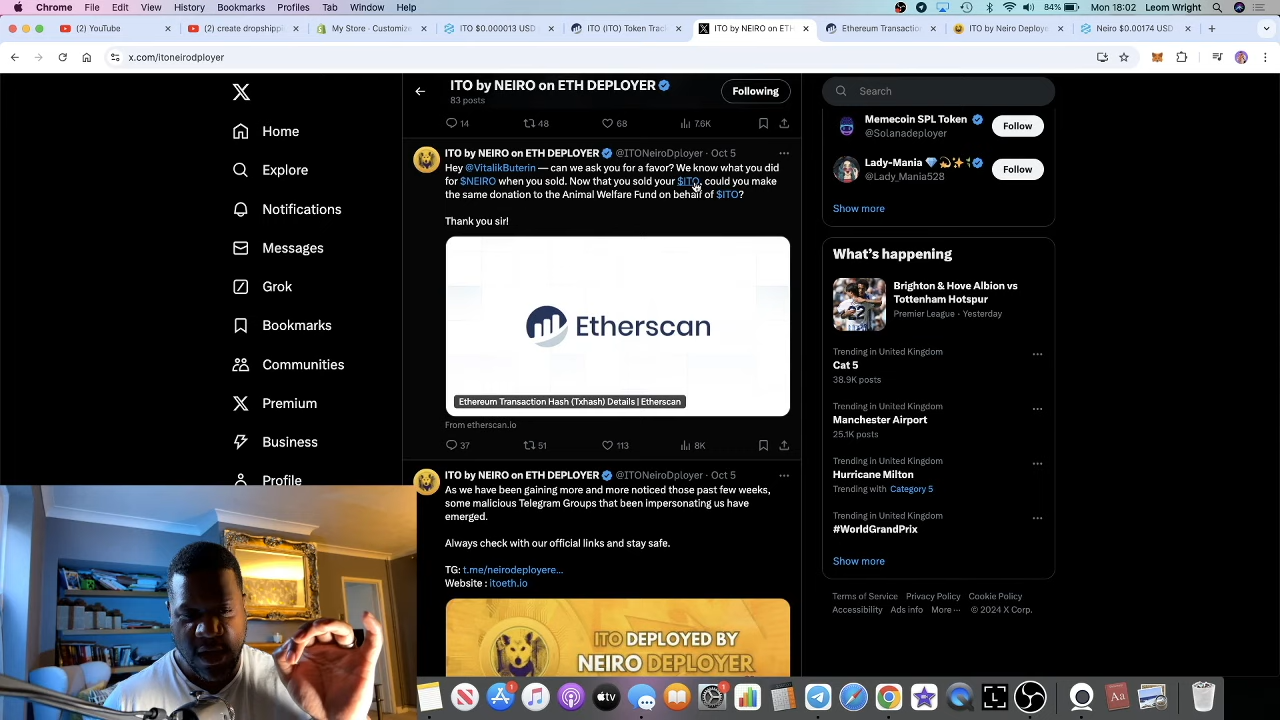 Chrome File Edit View History Bookmarks Profiles Tab Window Help
84% Mon 18:02 Leom Wright
(2) YouTube
(2) create dropshippi
My Store · Customize
ITO $0.000013 USD
ITO (ITO) Token Track
ITO by NEIRO on ETH
Ethereum Transaction
ITO by Neiro Deploye
Neiro $0.00174 USD
x.com/itoneirodployer
ITO by NEIRO on ETH DEPLOYER
83 posts
Following
14 48 68 7.6K
Home
Explore
Notifications
Messages
Grok
Bookmarks
Communities
Premium
Business
Profile
ITO by NEIRO on ETH DEPLOYER @ITONeiroDployer · Oct 5
Hey @VitalikButerin — can we ask you for a favor? We know what you did
for $NEIRO when you sold. Now that you sold your $ITO, could you make
the same donation to the Animal Welfare Fund on behalf of $ITO?
Thank you sir!
Etherscan
Ethereum Transaction Hash (Txhash) Details | Etherscan
From etherscan.io
37 51 113 8K
ITO by NEIRO on ETH DEPLOYER @ITONeiroDployer · Oct 5
As we have been gaining more and more noticed those past few weeks,
some malicious Telegram Groups that been impersonating us have
emerged.
Always check with our official links and stay safe.
TG: t.me/neirodeployere...
Website : itoeth.io
ITO DEPLOYED BY
NEIRO DEPLOYER
Search
Memecoin SPL Token
@Solanadeployer
Follow
Lady-Mania
@Lady_Mania528
Follow
Show more
What's happening
Brighton & Hove Albion vs
Tottenham Hotspur
Premier League · Yesterday
Trending in United Kingdom
Cat 5
38.9K posts
Trending in United Kingdom
Manchester Airport
25.1K posts
Trending in United Kingdom
Hurricane Milton
Trending with Category 5
Trending in United Kingdom
#WorldGrandPrix
Show more
Terms of Service Privacy Policy Cookie Policy
Accessibility Ads info More ··· © 2024 X Corp.
tv
L
Aa